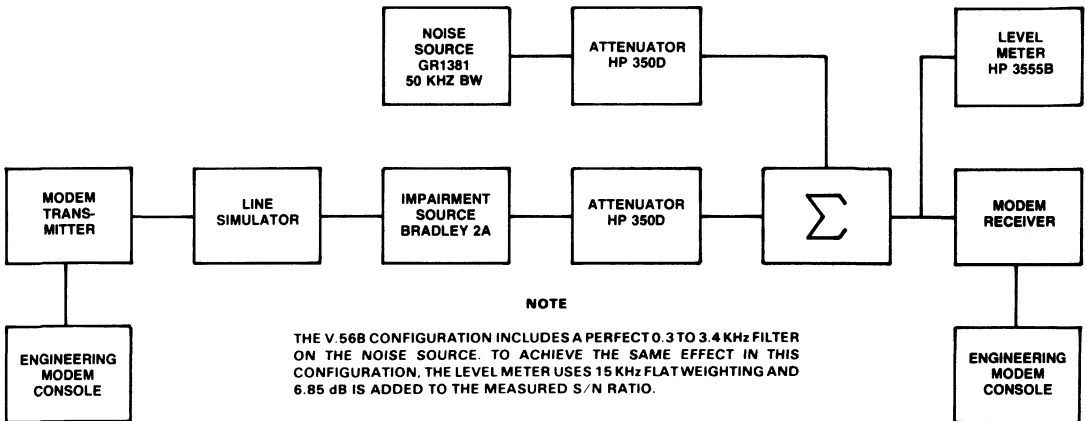 NOISE
SOURCE
GR1381
50 KHZ BW
ATTENUATOR
HP 350D
LEVEL
METER
HP 3555B
MODEM
TRANS-
MITTER
LINE
SIMULATOR
IMPAIRMENT
SOURCE
BRADLEY 2A
ATTENUATOR
HP 350D
Σ
MODEM
RECEIVER
ENGINEERING
MODEM
CONSOLE
NOTE
THE V.56B CONFIGURATION INCLUDES A PERFECT 0.3 TO 3.4 KHz FILTER
ON THE NOISE SOURCE. TO ACHIEVE THE SAME EFFECT IN THIS
CONFIGURATION, THE LEVEL METER USES 15 KHz FLAT WEIGHTING AND
6.85 dB IS ADDED TO THE MEASURED S/N RATIO.
ENGINEERING
MODEM
CONSOLE